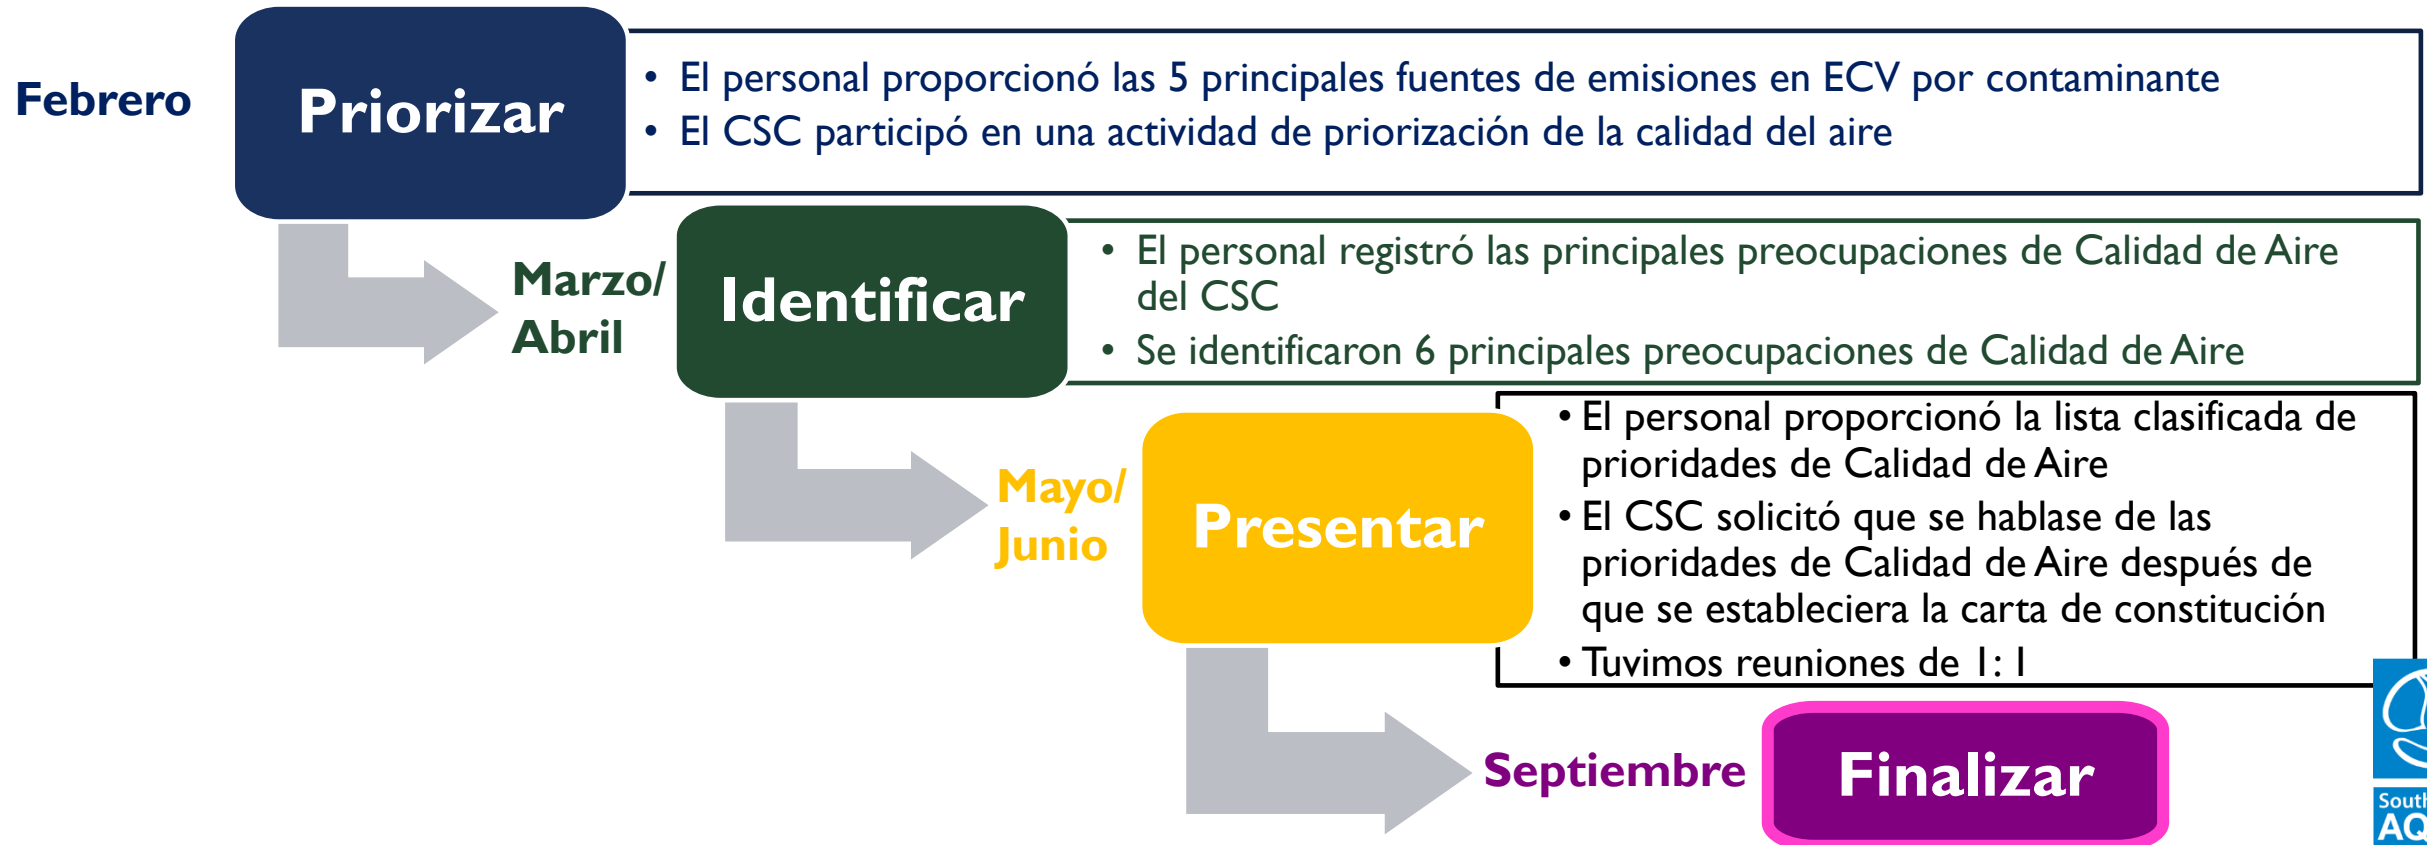 Febrero
Priorizar
• El personal proporcionó las 5 principales fuentes de emisiones en ECV por contaminante
• El CSC participó en una actividad de priorización de la calidad del aire
Marzo/
Abril
Identificar
• El personal registró las principales preocupaciones de Calidad de Aire
del CSC
• Se identificaron 6 principales preocupaciones de Calidad de Aire
Mayo/
Junio
Presentar
• El personal proporcionó la lista clasificada de
prioridades de Calidad de Aire
• El CSC solicitó que se hablase de las
prioridades de Calidad de Aire después de
que se estableciera la carta de constitución
• Tuvimos reuniones de 1: 1
Septiembre
Finalizar
South
AQ